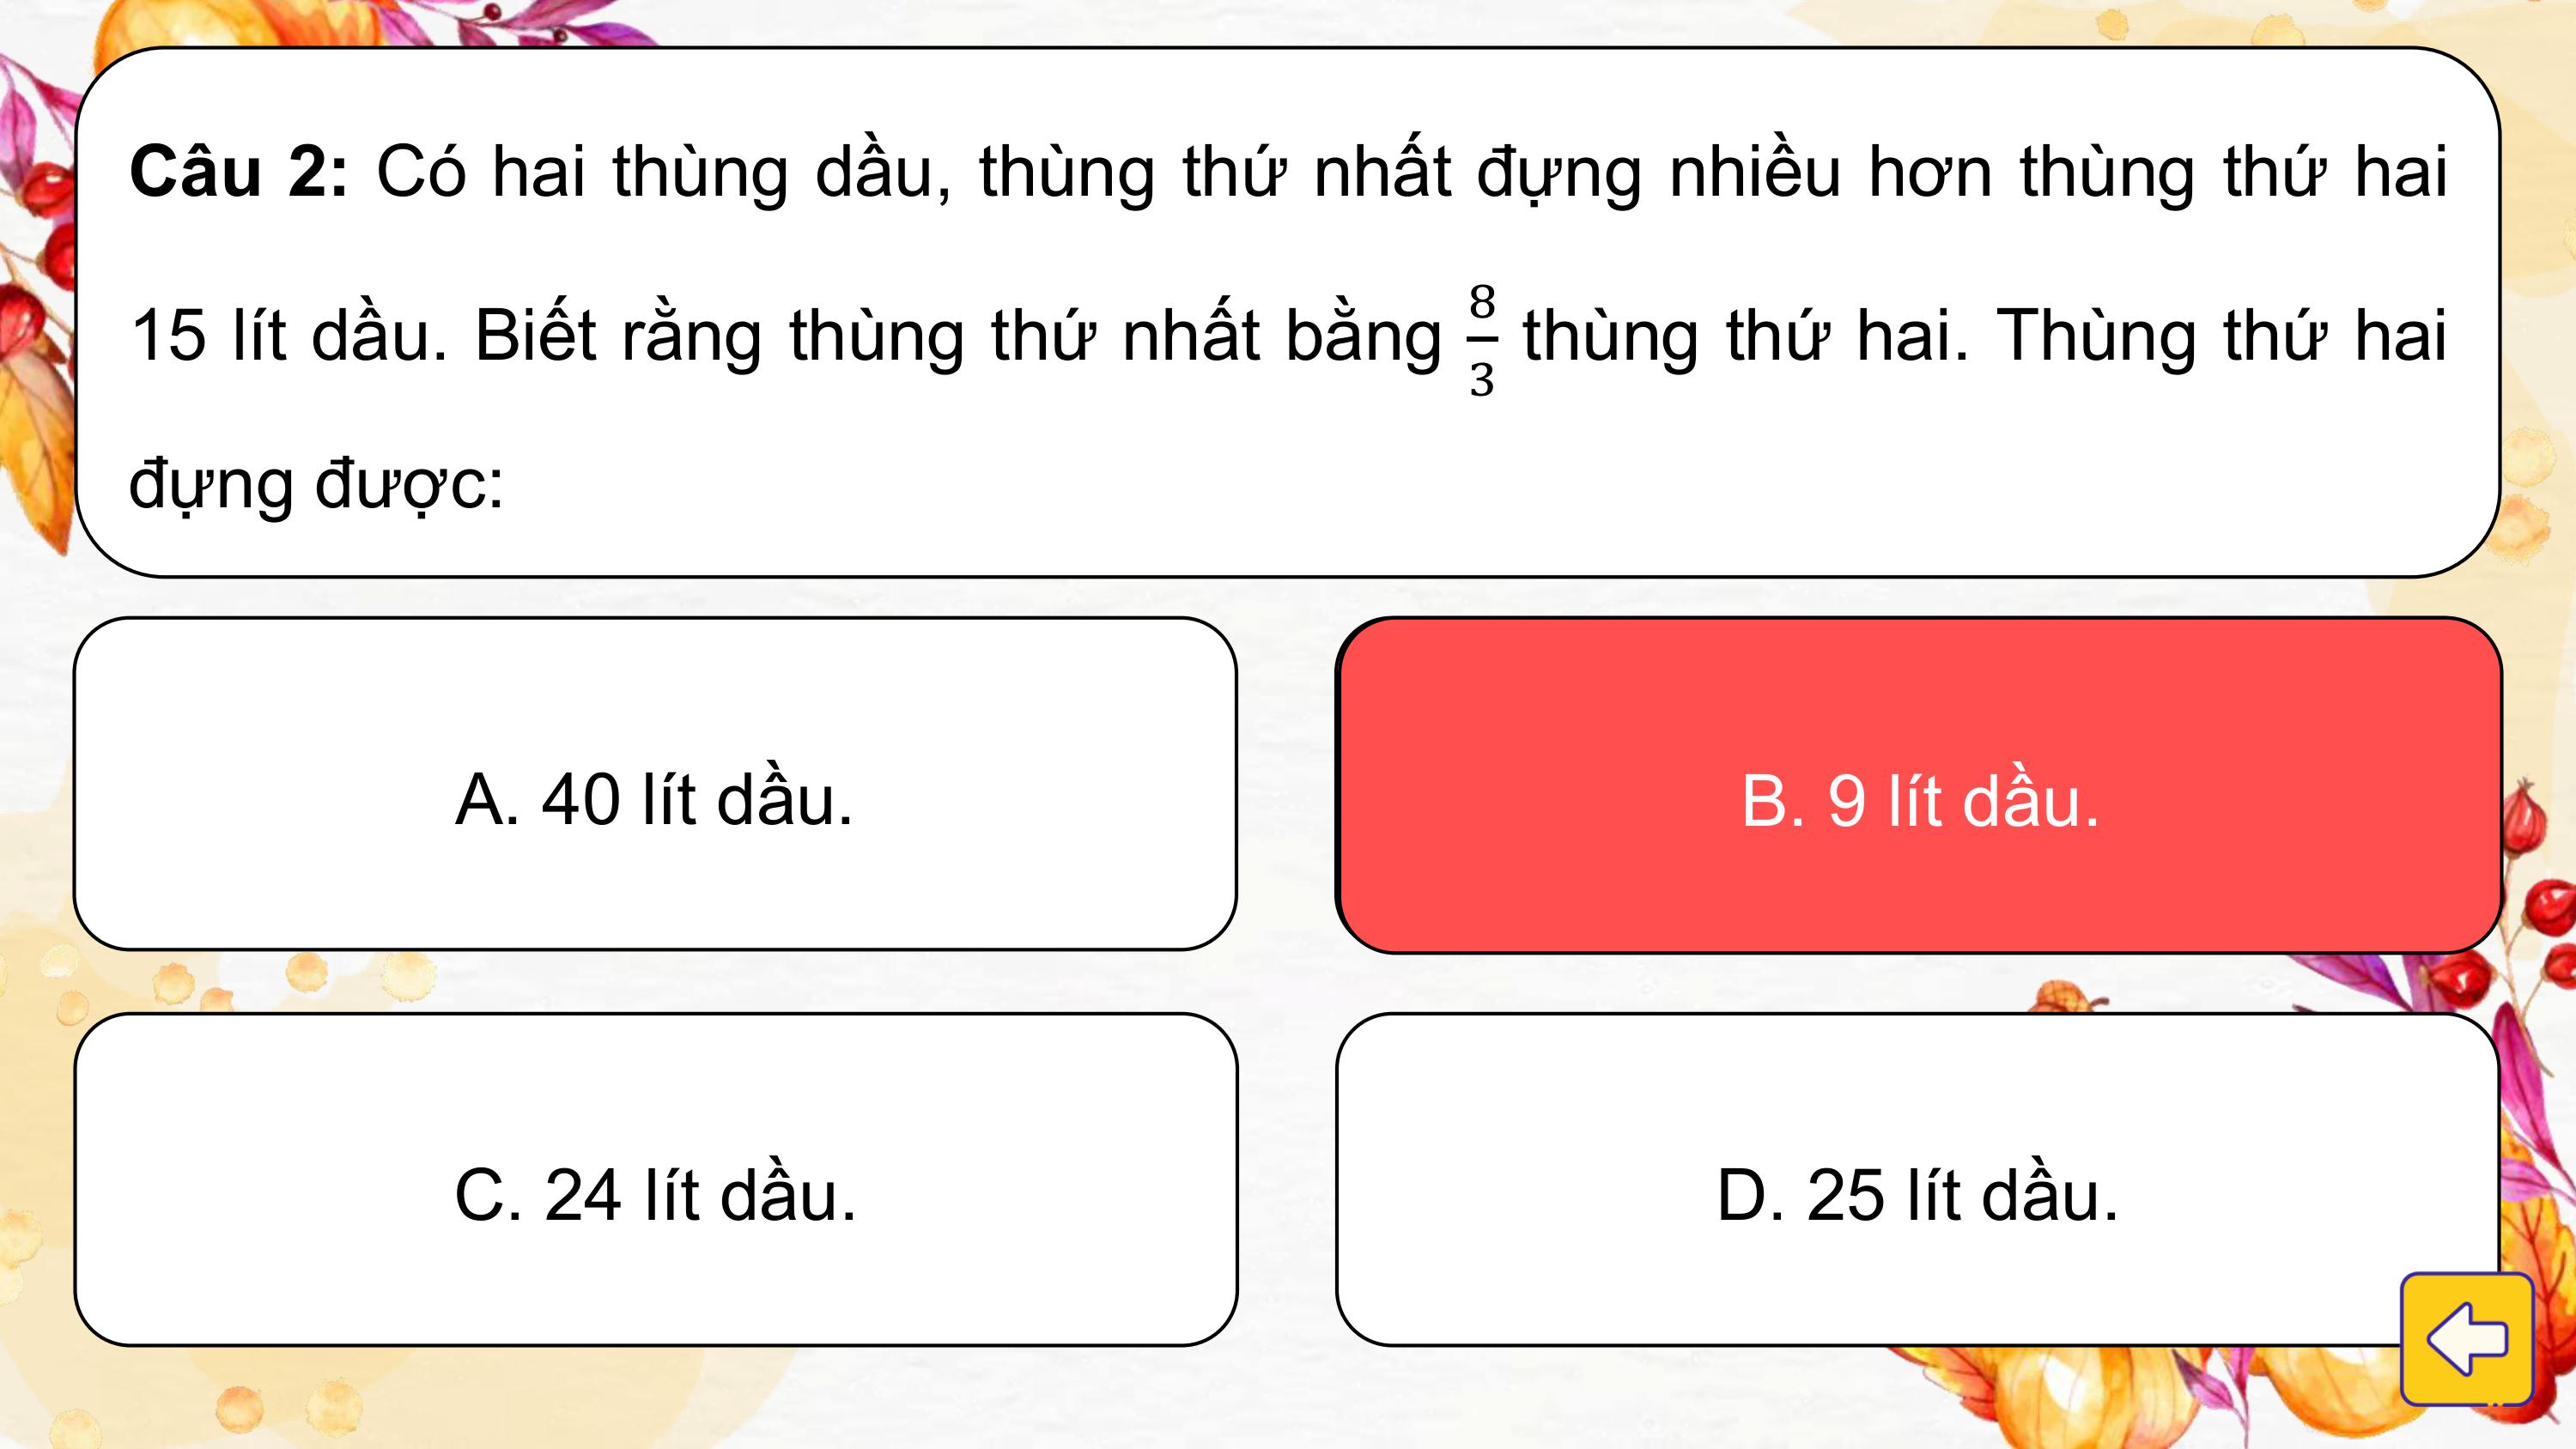 Câu 2: Có hai thùng dầu, thùng thứ nhất đựng nhiều hơn thùng thứ hai
15 lít dầu. Biết rằng thùng thứ nhất bằng 8/3 thùng thứ hai. Thùng thứ hai
đựng được:
A. 40 lít dầu.
B. 9 lít dầu.
C. 24 lít dầu.
D. 25 lít dầu.